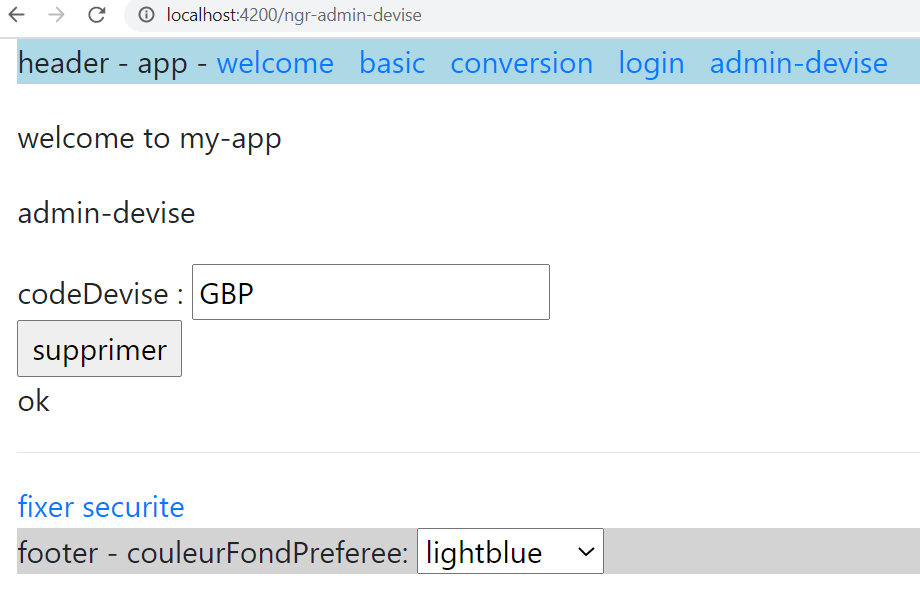 localhost:4200/ngr-admin-devise
header - app - welcome basic conversion login admin-devise
welcome to my-app
admin-devise
codeDevise : GBP
supprimer
ok
fixer securite
footer - couleurFondPreferee: lightblue